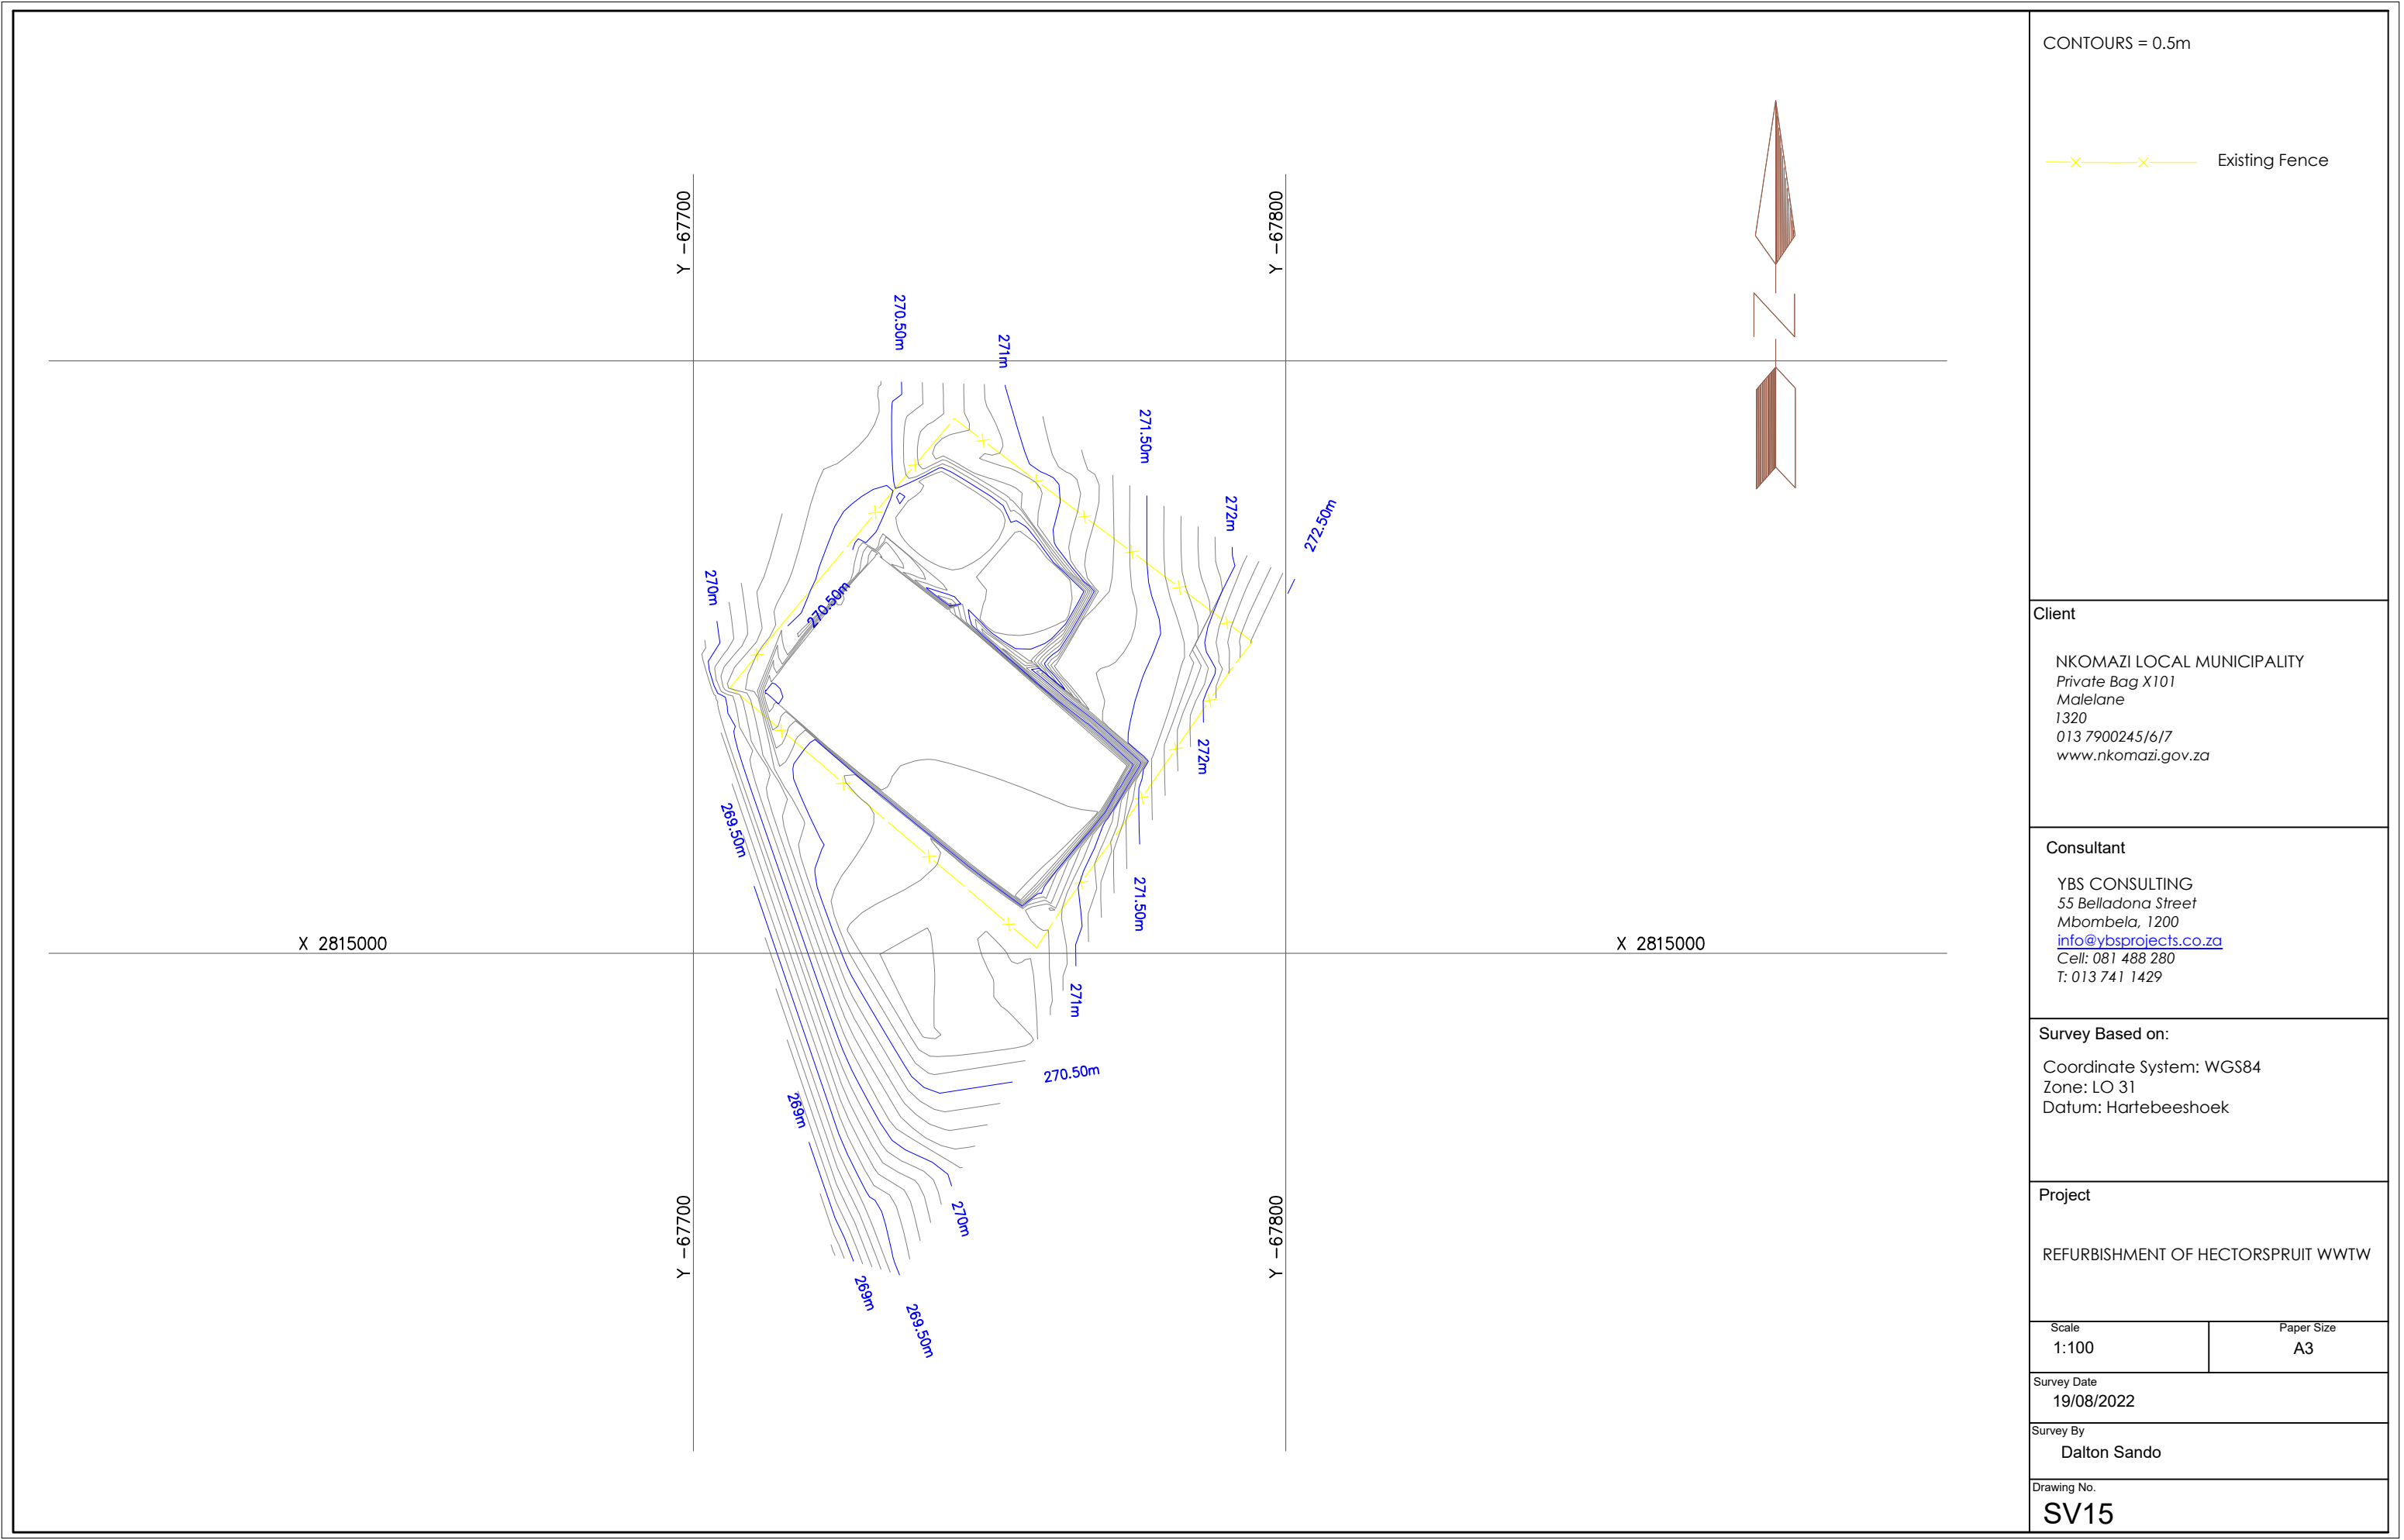 Y -67700
Y -67800
270.50m
271m
271.50m
272m
272.50m
270m
270.50m
272m
269.50m
271.50m
X 2815000
X 2815000
271m
270.50m
269m
270m
Y -67700
Y -67800
269m
269.50m
N
CONTOURS = 0.5m
Existing Fence
Client
NKOMAZI LOCAL MUNICIPALITY
Private Bag X101
Malelane
1320
013 7900245/6/7
www.nkomazi.gov.za
Consultant
YBS CONSULTING
55 Belladona Street
Mbombela, 1200
info@ybsprojects.co.za
Cell: 081 488 280
T: 013 741 1429
Survey Based on:
Coordinate System: WGS84
Zone: LO 31
Datum: Hartebeeshoek
Project
REFURBISHMENT OF HECTORSPRUIT WWTW
Scale
1:100
Paper Size
A3
Survey Date
19/08/2022
Survey By
Dalton Sando
Drawing No.
SV15